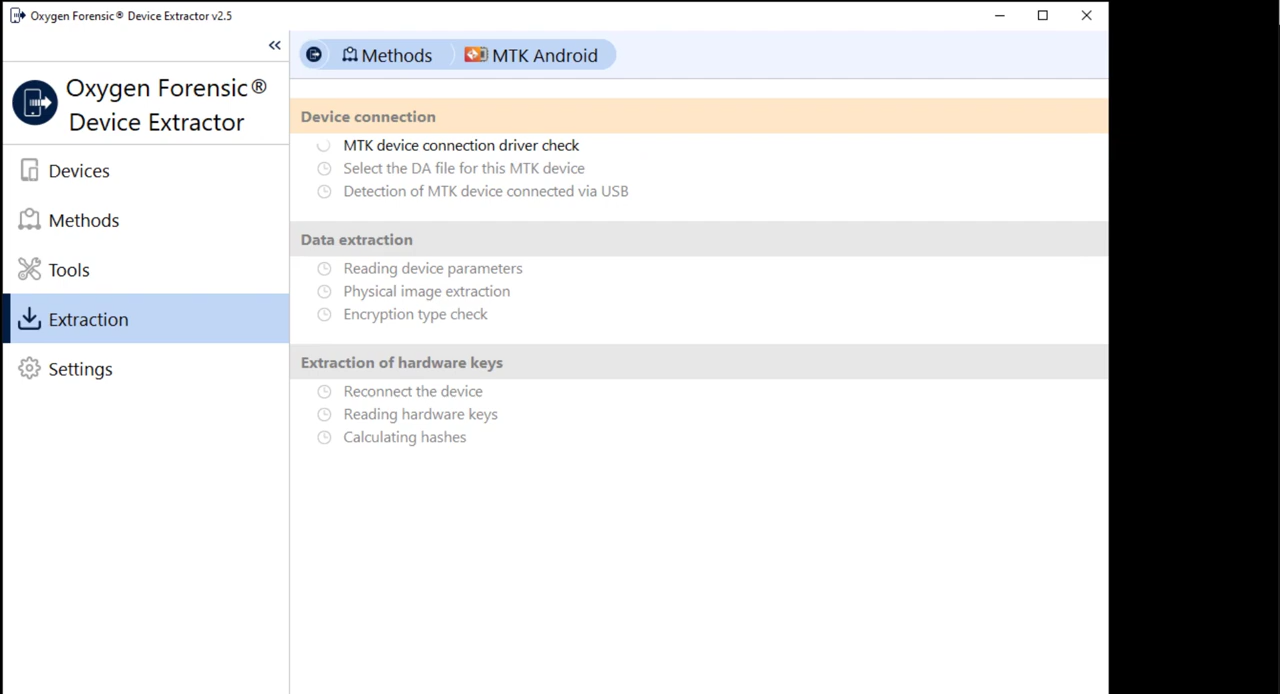 Oxygen Forensic® Device Extractor v2.5
«
Oxygen Forensic®
Device Extractor
Devices
Methods
Tools
Extraction
Settings
Methods
MTK Android
Device connection
MTK device connection driver check
Select the DA file for this MTK device
Detection of MTK device connected via USB
Data extraction
Reading device parameters
Physical image extraction
Encryption type check
Extraction of hardware keys
Reconnect the device
Reading hardware keys
Calculating hashes